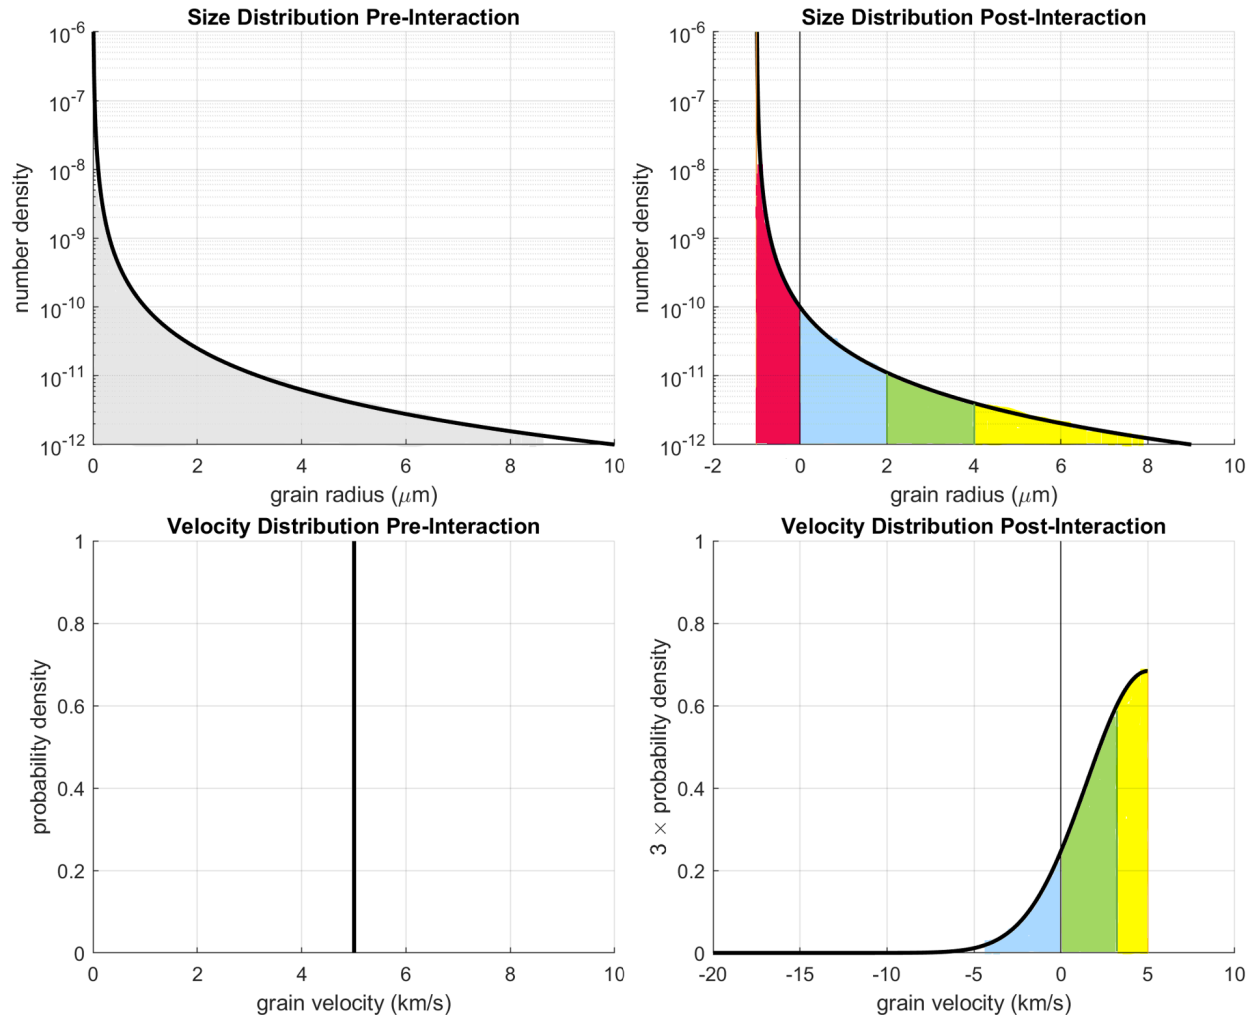 Size Distribution Pre-Interaction
10-6
10-7
10-8
10-9
10-10
10-11
10-12
number density
0 2 4 6 8 10
grain radius (μm)
Size Distribution Post-Interaction
10-6
10-7
10-8
10-9
10-10
10-11
10-12
number density
-2 0 2 4 6 8 10
grain radius (μm)
Velocity Distribution Pre-Interaction
1
0.8
0.6
0.4
0.2
0
probability density
0 2 4 6 8 10
grain velocity (km/s)
Velocity Distribution Post-Interaction
1
0.8
0.6
0.4
0.2
0
3 × probability density
-20 -15 -10 -5 0 5 10
grain velocity (km/s)